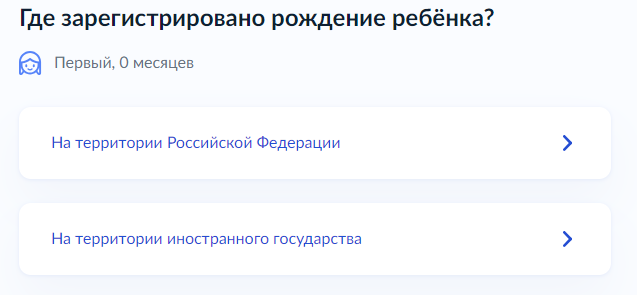 Где зарегистрировано рождение ребёнка?
Первый, 0 месяцев
На территории Российской Федерации
На территории иностранного государства